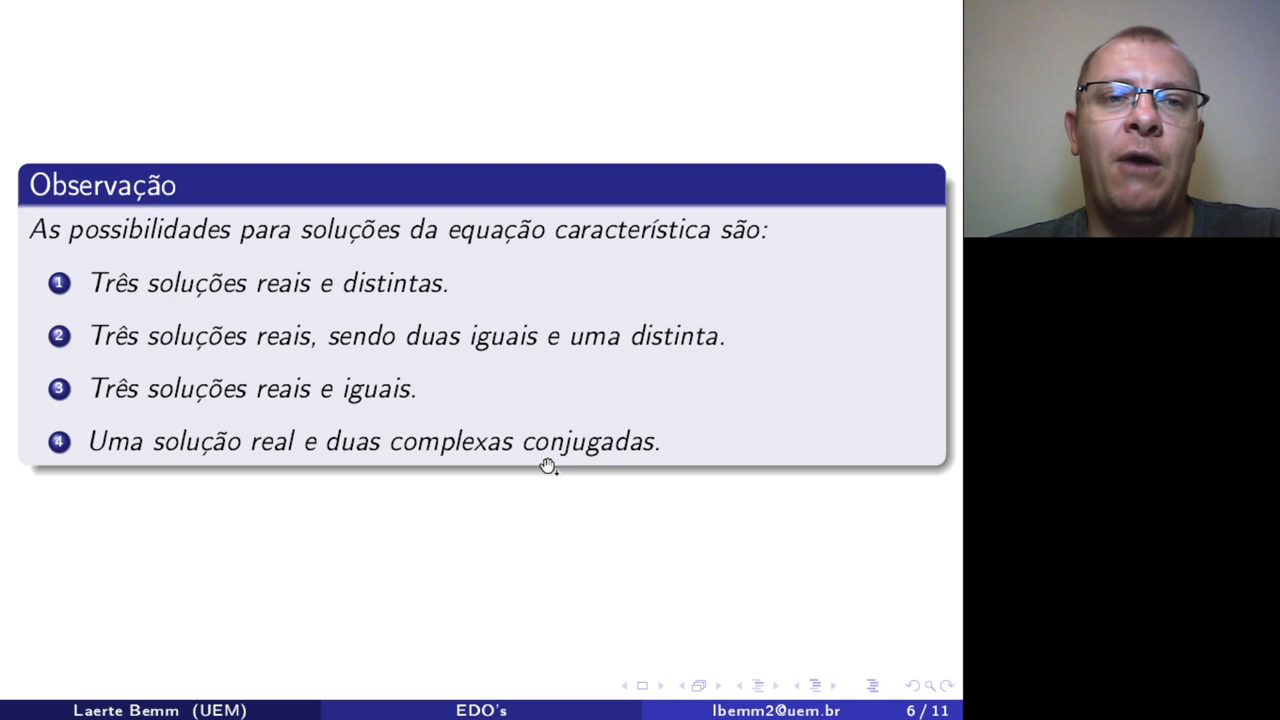 Observação
As possibilidades para soluções da equação característica são:
1 Três soluções reais e distintas.
2 Três soluções reais, sendo duas iguais e uma distinta.
3 Três soluções reais e iguais.
4 Uma solução real e duas complexas conjugadas.
Laerte Bemm (UEM) EDO's lbemm2@uem.br 6 / 11